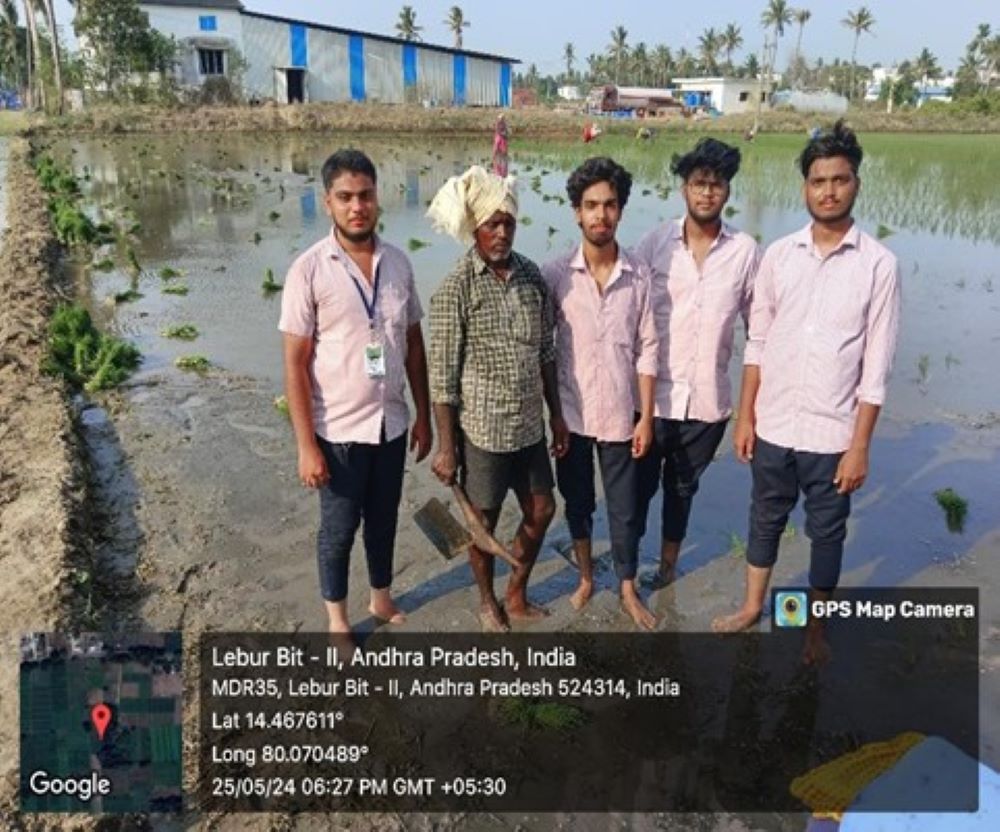 GPS Map Camera
Lebur Bit - II, Andhra Pradesh, India
MDR35, Lebur Bit - II, Andhra Pradesh 524314, India
Lat 14.467611°
Long 80.070489°
25/05/24 06:27 PM GMT +05:30
Google